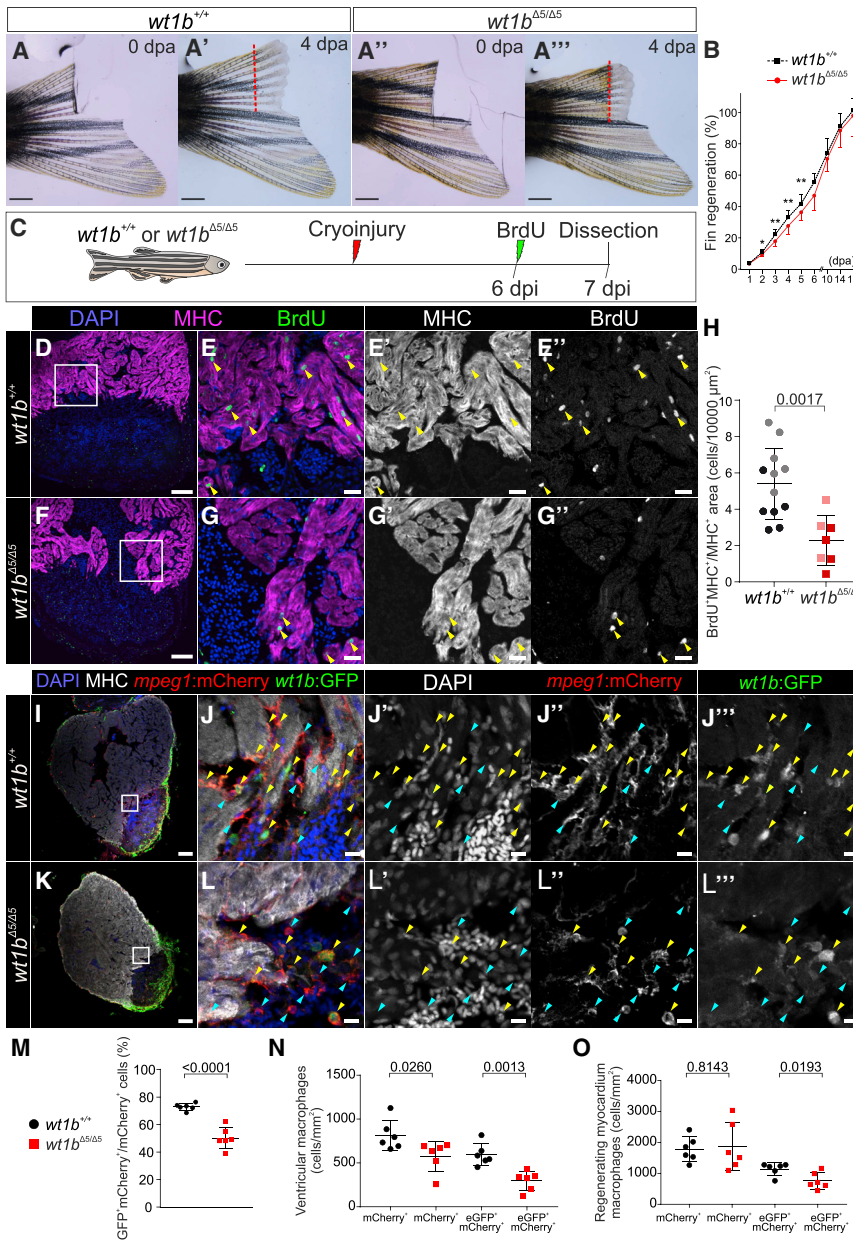 wt1b+/+ wt1bΔ5/Δ5
A 0 dpa A' 4 dpa A'' 0 dpa A''' 4 dpa
B
wt1b+/+
wt1bΔ5/Δ5
Fin regeneration (%)
100
80
60
40
20
0
* ** ** **
1 2 3 4 5 6 10 14
(dpa)
C
wt1b+/+ or wt1bΔ5/Δ5
Cryoinjury BrdU Dissection
6 dpi 7 dpi
DAPI MHC BrdU MHC BrdU
wt1b+/+
D E E' E''
wt1bΔ5/Δ5
F G G' G''
H
BrdU+MHC+/MHC+ area (cells/10000 µm2)
0.0017
10
8
6
4
2
0
wt1b+/+ wt1bΔ5/Δ
DAPI MHC mpeg1:mCherry wt1b:GFP DAPI mpeg1:mCherry wt1b:GFP
wt1b+/+
I J J' J'' J'''
wt1bΔ5/Δ5
K L L' L'' L'''
M
wt1b+/+
wt1bΔ5/Δ5
GFP+mCherry+/mCherry+ cells (%)
<0.0001
100
80
60
40
20
0
N
Ventricular macrophages
(cells/mm2)
0.0260 0.0013
1500
1000
500
0
mCherry+ mCherry+ eGFP+
mCherry+ eGFP+
mCherry+
O
Regenerating myocardium
macrophages (cells/mm2)
0.8143 0.0193
4000
3000
2000
1000
0
mCherry+ mCherry+ eGFP+
mCherry+ eGFP+
mCherry+